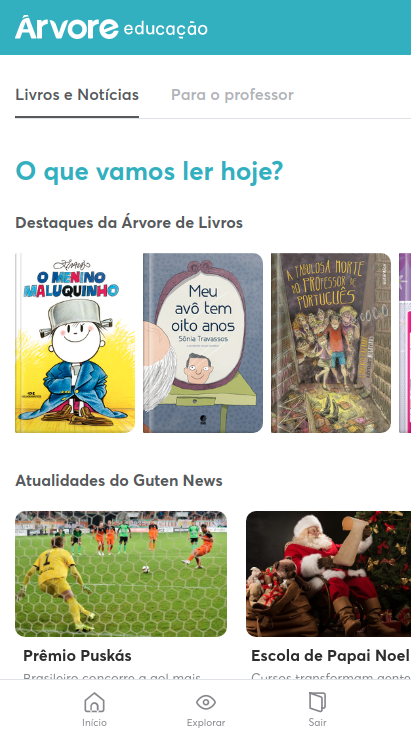 Árvore educação
Livros e Notícias
Para o professor
O que vamos ler hoje?
Destaques da Árvore de Livros
O MENINO
MALUQUINHO
Meu
avô tem
oito anos
Sônia Travassos
A FABULOSA MORTE
DO PROFESSOR DE
PORTUGUÊS
Atualidades do Guten News
Prêmio Puskás
Brasileiro concorre a gol mais
Escola de Papai Noel
Cursos transformam gente
Início
Explorar
Sair